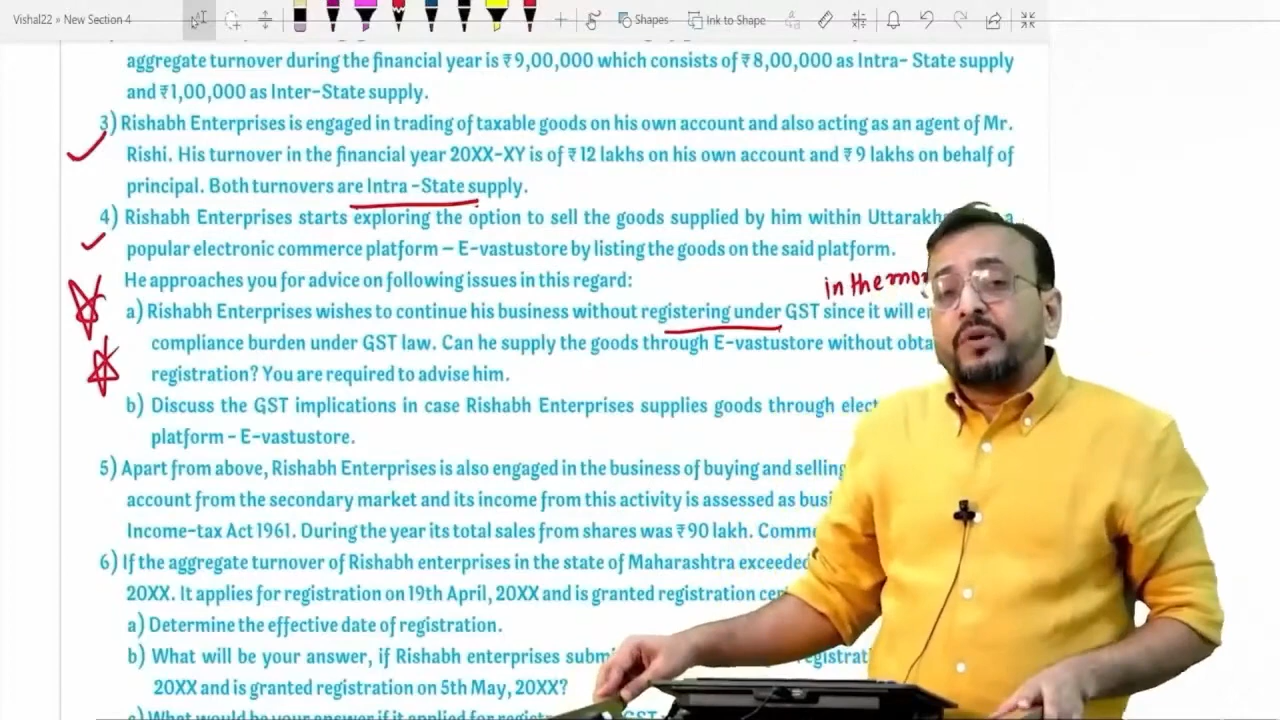 Vishal22 » New Section 4
Shapes
Ink to Shape
aggregate turnover during the financial year is ₹9,00,000 which consists of ₹8,00,000 as Intra- State supply
and ₹1,00,000 as Inter-State supply.
3) Rishabh Enterprises is engaged in trading of taxable goods on his own account and also acting as an agent of Mr.
Rishi. His turnover in the financial year 20XX-XY is of ₹12 lakhs on his own account and ₹9 lakhs on behalf of
principal. Both turnovers are Intra -State supply.
4) Rishabh Enterprises starts exploring the option to sell the goods supplied by him within
popular electronic commerce platform – E-vastustore by listing the goods on the said platform.
He approaches you for advice on following issues in this regard:
in the
a) Rishabh Enterprises wishes to continue his business without registering under GST since it will
compliance burden under GST law. Can he supply the goods through E-vastustore without
registration? You are required to advise him.
b) Discuss the GST implications in case Rishabh Enterprises supplies goods through
platform - E-vastustore.
5) Apart from above, Rishabh Enterprises is also engaged in the business of buying and selling
account from the secondary market and its income from this activity is assessed as
Income-tax Act 1961. During the year its total sales from shares was ₹90 lakh.
6) If the aggregate turnover of Rishabh enterprises in the state of Maharashtra exceeded
20XX. It applies for registration on 19th April, 20XX and is granted registration
a) Determine the effective date of registration.
b) What will be your answer, if Rishabh enterprises
20XX and is granted registration on 5th May, 20XX?
c) What would be your answer if it applied for GST